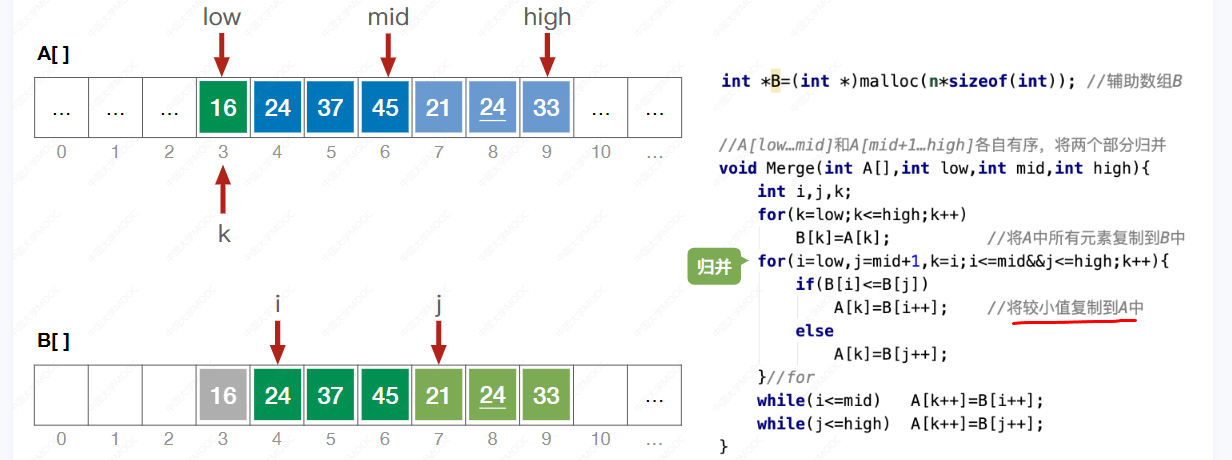 low mid high
A[ ]
... ... ... 16 24 37 45 21 24 33 ... ...
0 1 2 3 4 5 6 7 8 9 10 ...
k
i j
B[ ]
16 24 37 45 21 24 33 ...
0 1 2 3 4 5 6 7 8 9 10 ...
int *B=(int *)malloc(n*sizeof(int)); //辅助数组B
//A[low…mid]和A[mid+1…high]各自有序，将两个部分归并
void Merge(int A[],int low,int mid,int high){
int i,j,k;
for(k=low;k<=high;k++)
B[k]=A[k]; //将A中所有元素复制到B中
归并
for(i=low,j=mid+1,k=i;i<=mid&&j<=high;k++){
if(B[i]<=B[j])
A[k]=B[i++]; //将较小值复制到A中
else
A[k]=B[j++];
}//for
while(i<=mid) A[k++]=B[i++];
while(j<=high) A[k++]=B[j++];
}